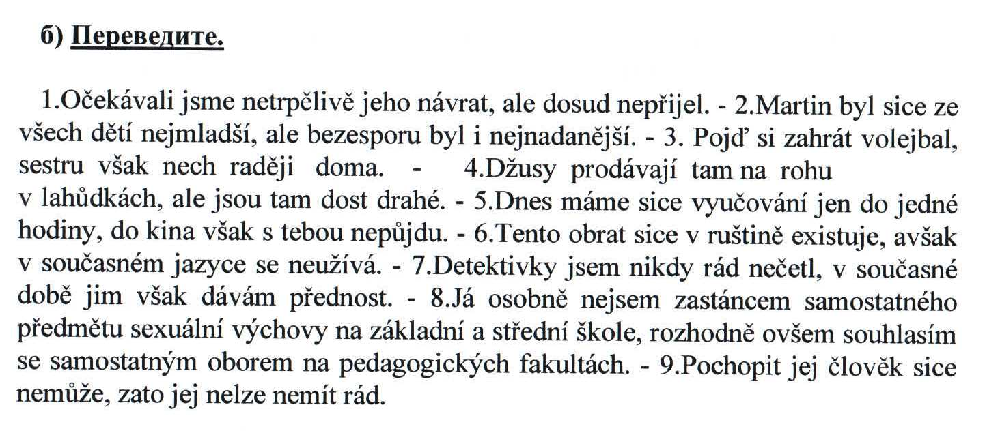 б) Переведите.
1.Očekávali jsme netrpělivě jeho návrat, ale dosud nepřijel. - 2.Martin byl sice ze
všech dětí nejmladší, ale bezesporu byl i nejnadanější. - 3. Pojď si zahrát volejbal,
sestru však nech raději doma. - 4.Džusy prodávají tam na rohu
v lahůdkách, ale jsou tam dost drahé. - 5.Dnes máme sice vyučování jen do jedné
hodiny, do kina však s tebou nepůjdu. - 6.Tento obrat sice v ruštině existuje, avšak
v současném jazyce se neužívá. - 7.Detektivky jsem nikdy rád nečetl, v současné
době jim však dávám přednost. - 8.Já osobně nejsem zastáncem samostatného
předmětu sexuální výchovy na základní a střední škole, rozhodně ovšem souhlasím
se samostatným oborem na pedagogických fakultách. - 9.Pochopit jej člověk sice
nemůže, zato jej nelze nemít rád.